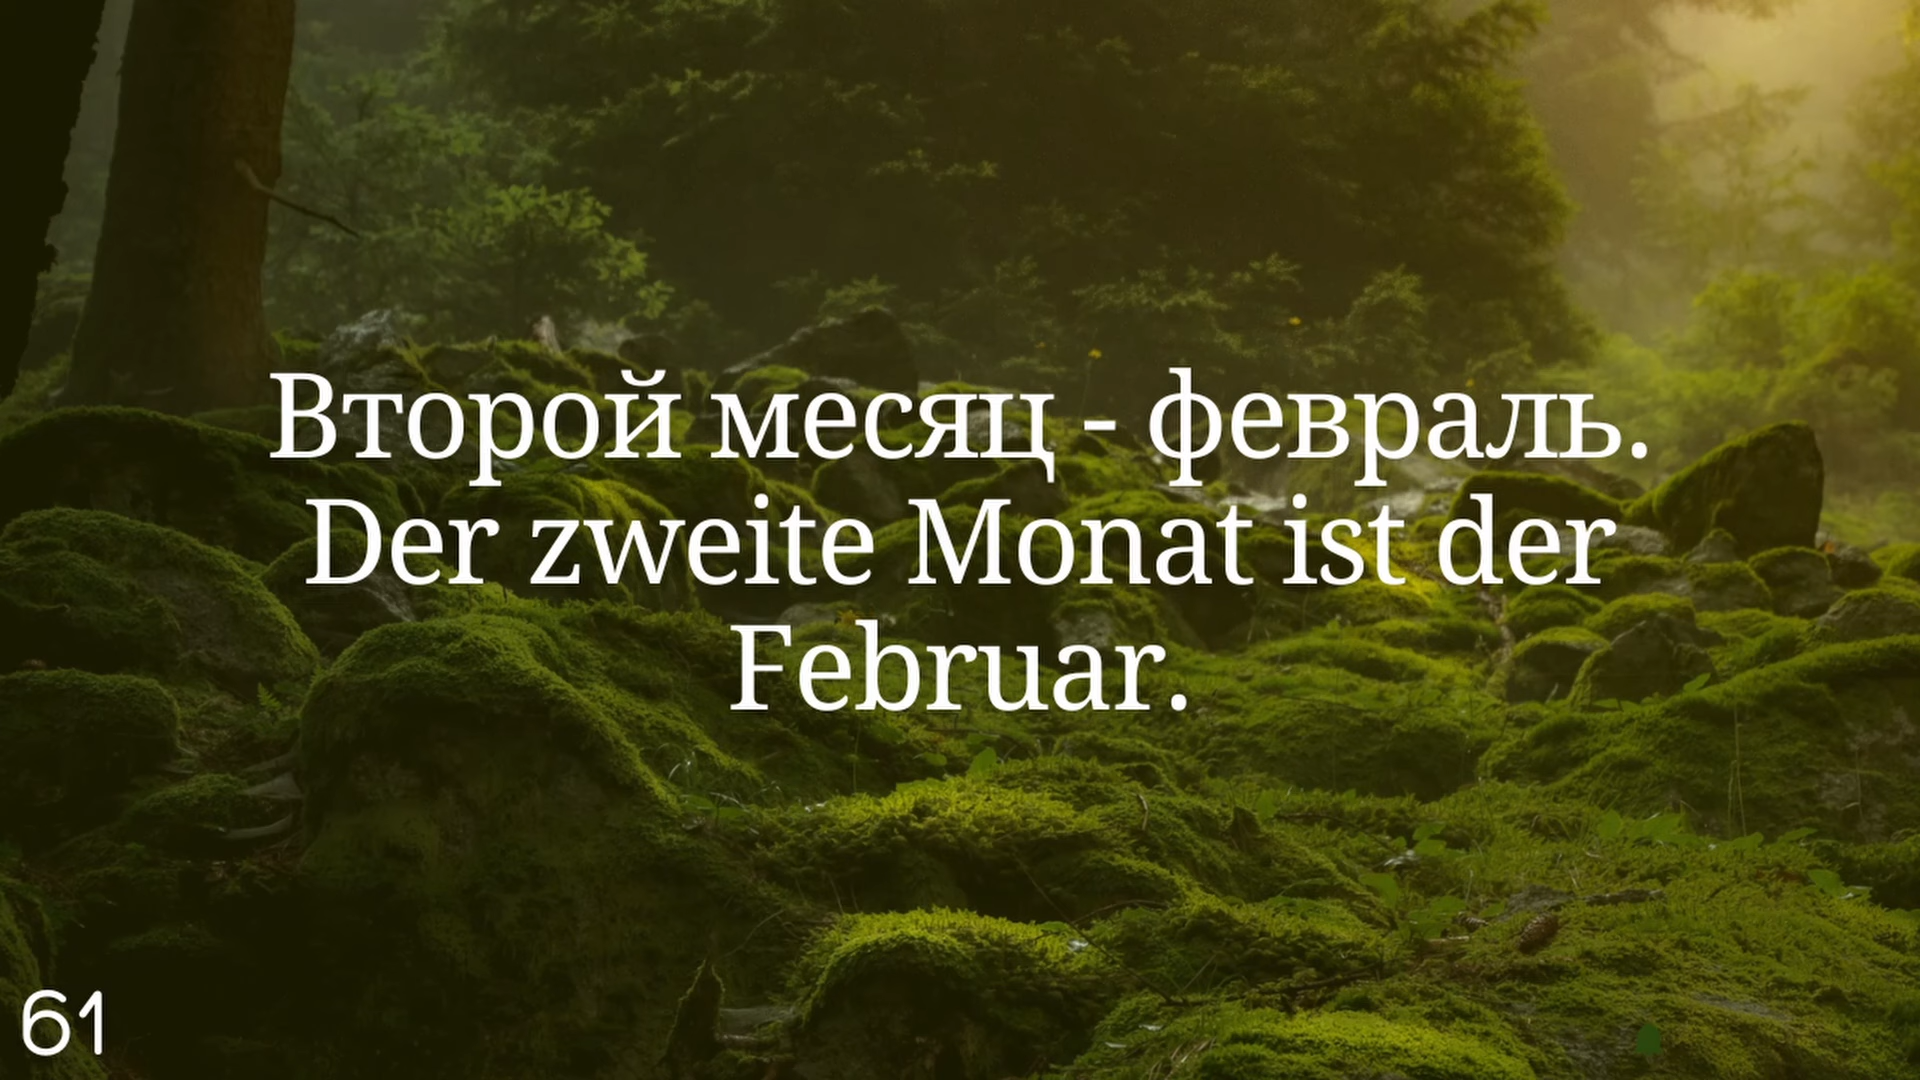 Второй месяц - февраль.
Der zweite Monat ist der
Februar.
61